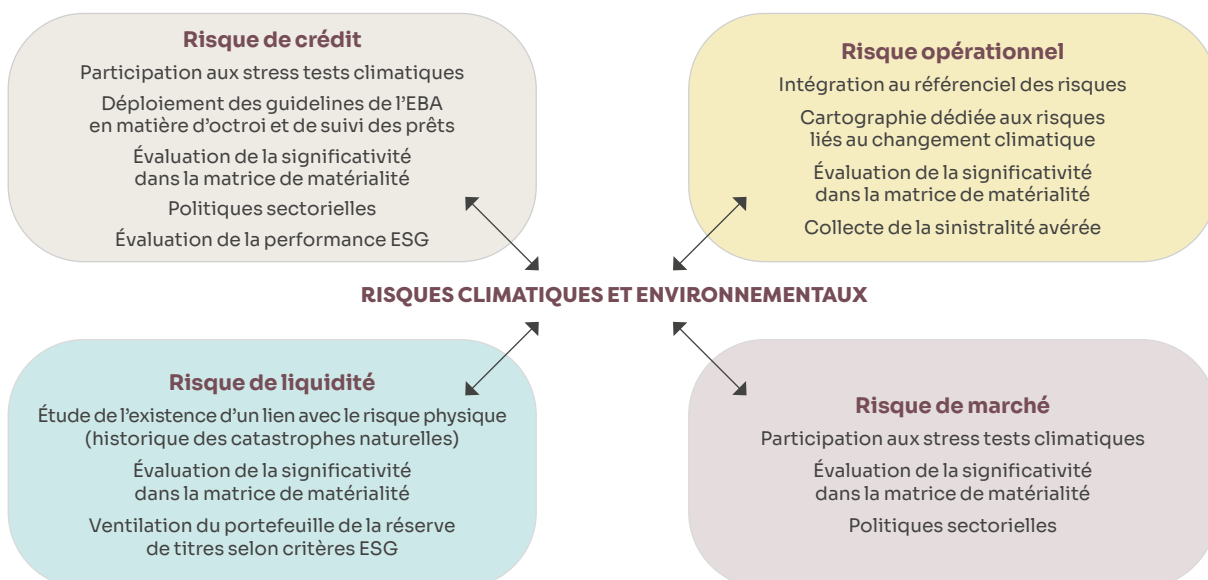 Risque de crédit
Participation aux stress tests climatiques
Déploiement des guidelines de l'EBA
en matière d'octroi et de suivi des prêts
Évaluation de la significativité
dans la matrice de matérialité
Politiques sectorielles
Évaluation de la performance ESG
Risque opérationnel
Intégration au référenciel des risques
Cartographie dédiée aux risques
liés au changement climatique
Évaluation de la significativité
dans la matrice de matérialité
Collecte de la sinistralité avérée
RISQUES CLIMATIQUES ET ENVIRONNEMENTAUX
Risque de liquidité
Étude de l'existence d'un lien avec le risque physique
(historique des catastrophes naturelles)
Évaluation de la significativité
dans la matrice de matérialité
Ventilation du portefeuille de la réserve
de titres selon critères ESG
Risque de marché
Participation aux stress tests climatiques
Évaluation de la significativité
dans la matrice de matérialité
Politiques sectorielles